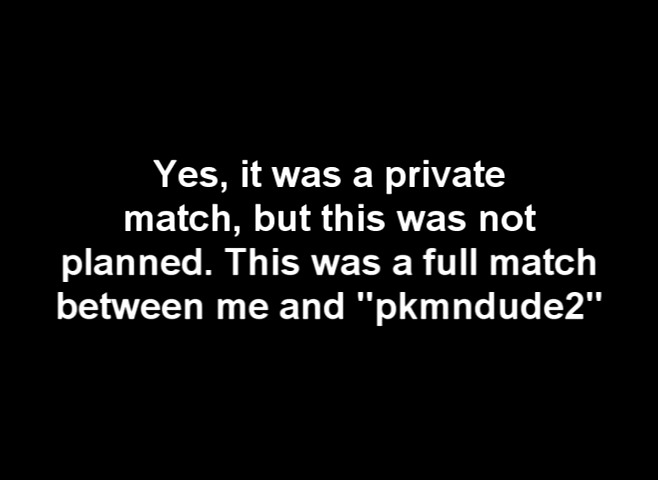 Yes, it was a private
match, but this was not
planned. This was a full match
between me and "pkmndude2"